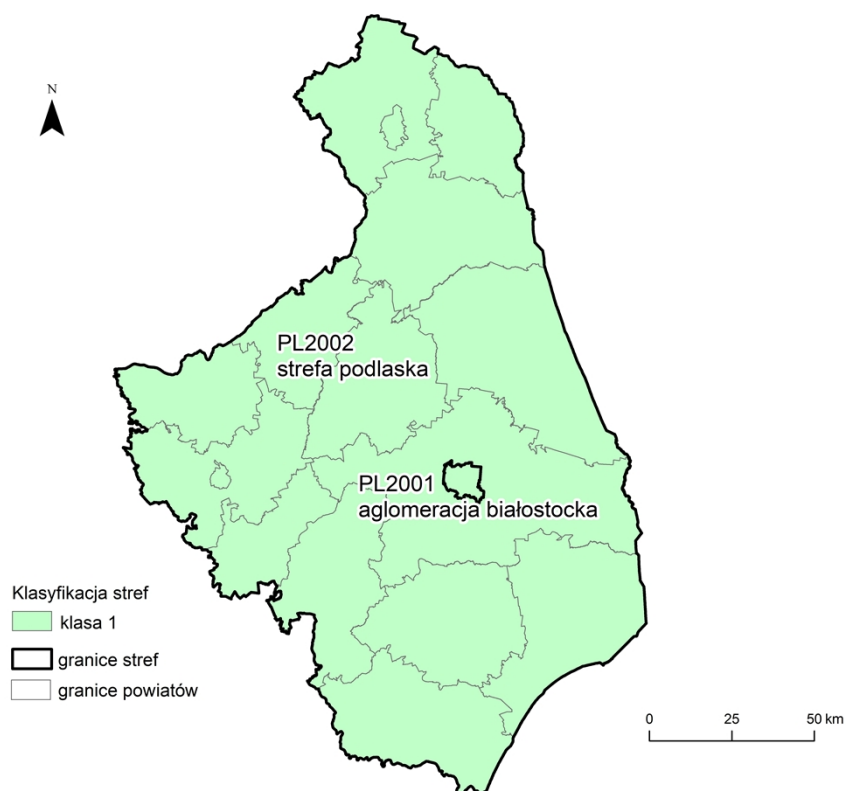 N
PL2002
strefa podlaska
PL2001
aglomeracja białostocka
Klasyfikacja stref
klasa 1
granice stref
granice powiatów
0 25 50 km